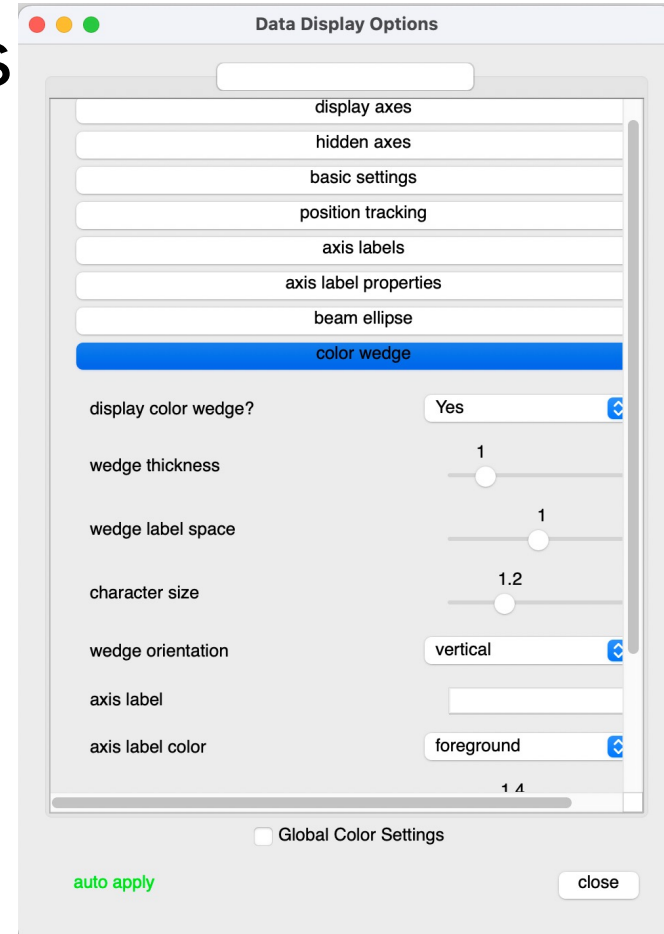 s
Data Display Options
display axes
hidden axes
basic settings
position tracking
axis labels
axis label properties
beam ellipse
color wedge
display color wedge? Yes
1
wedge thickness
1
wedge label space
1.2
character size
wedge orientation vertical
axis label
axis label color foreground
1.4
Global Color Settings
auto apply close